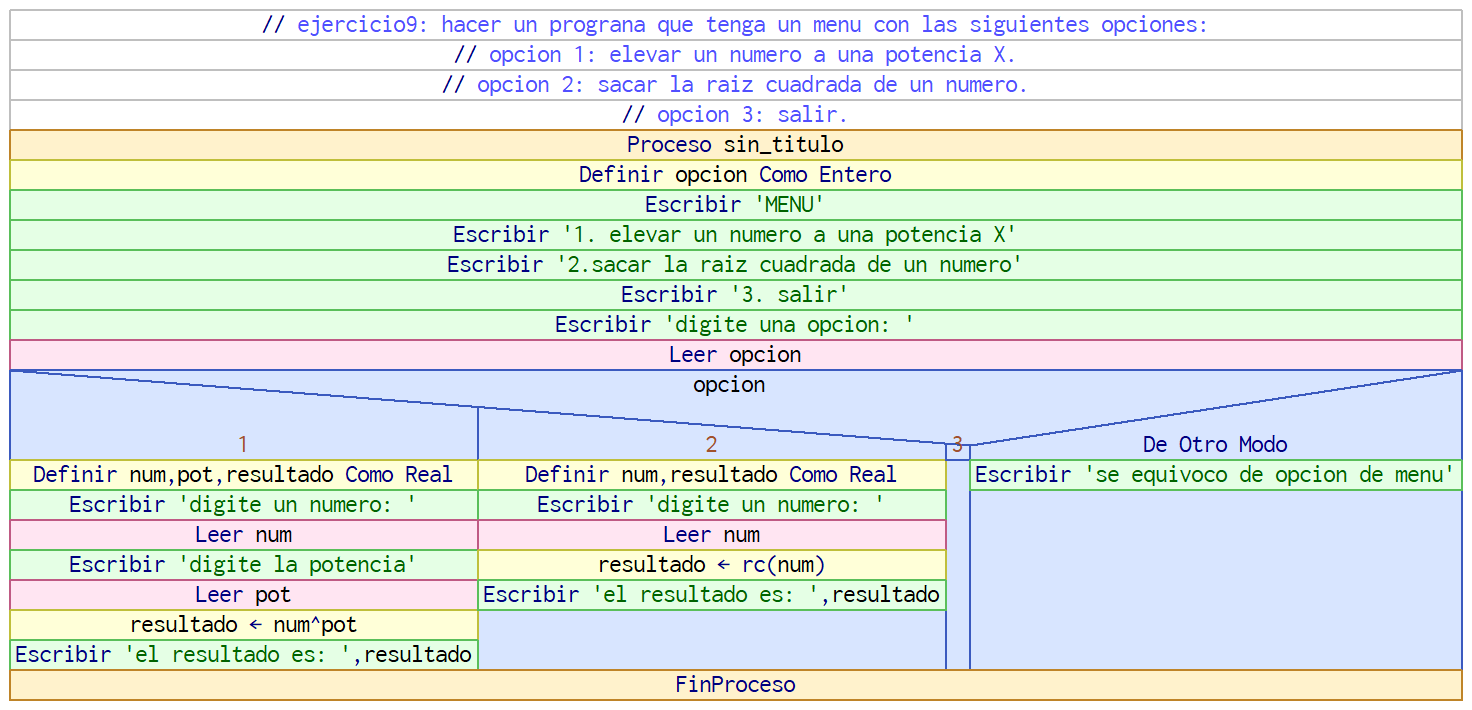 // ejercicio9: hacer un prograna que tenga un menu con las siguientes opciones:
// opcion 1: elevar un numero a una potencia X.
// opcion 2: sacar la raiz cuadrada de un numero.
// opcion 3: salir.
Proceso sin_titulo
Definir opcion Como Entero
Escribir 'MENU'
Escribir '1. elevar un numero a una potencia X'
Escribir '2.sacar la raiz cuadrada de un numero'
Escribir '3. salir'
Escribir 'digite una opcion: '
Leer opcion
opcion
1
Definir num,pot,resultado Como Real
Escribir 'digite un numero: '
Leer num
Escribir 'digite la potencia'
Leer pot
resultado ← num^pot
Escribir 'el resultado es: ',resultado
2
Definir num,resultado Como Real
Escribir 'digite un numero: '
Leer num
resultado ← rc(num)
Escribir 'el resultado es: ',resultado
3
De Otro Modo
Escribir 'se equivoco de opcion de menu'
FinProceso